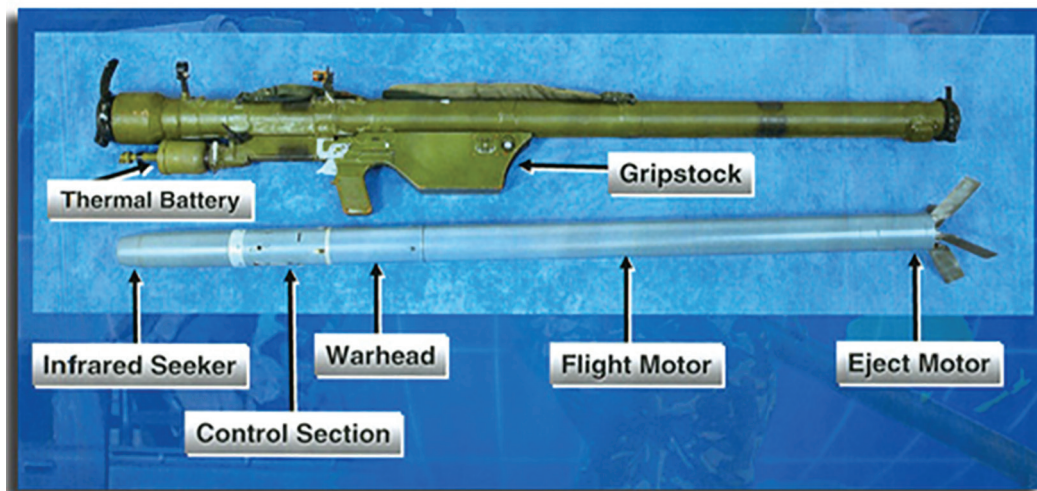 Thermal Battery
Gripstock
Infrared Seeker
Control Section
Warhead
Flight Motor
Eject Motor